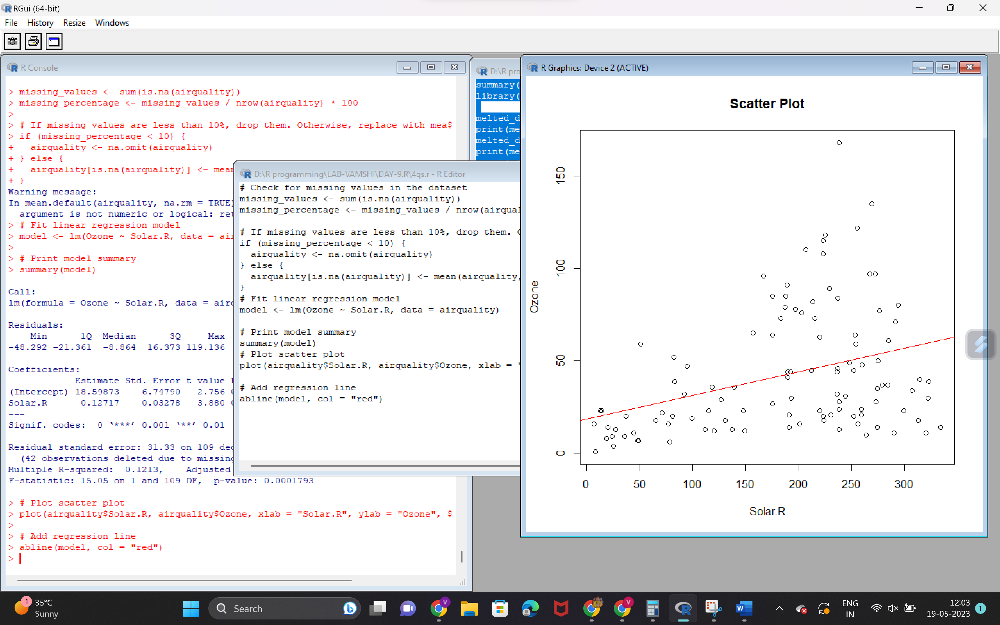 RGui (64-bit)
File History Resize Windows
R Console
> missing_values <- sum(is.na(airquality))
> missing_percentage <- missing_values / nrow(airquality) * 100
>
> # If missing values are less than 10%, drop them. Otherwise, replace with mea$
> if (missing_percentage < 10) {
+   airquality <- na.omit(airquality)
+ } else {
+   airquality[is.na(airquality)] <- mean
+ }
Warning message:
In mean.default(airquality, na.rm = TRUE)
  argument is not numeric or logical: ret
> # Fit linear regression model
> model <- lm(Ozone ~ Solar.R, data = air
>
> # Print model summary
> summary(model)
Call:
lm(formula = Ozone ~ Solar.R, data = airq
Residuals:
    Min      1Q  Median      3Q     Max
-48.292 -21.361  -8.864  16.373 119.136
Coefficients:
            Estimate Std. Error t value
(Intercept) 18.59873    6.74790   2.756
Solar.R      0.12717    0.03278   3.880
---
Signif. codes:  0 ‘***’ 0.001 ‘**’ 0.01
Residual standard error: 31.33 on 109 deg
  (42 observations deleted due to missing
Multiple R-squared:  0.1213,    Adjusted
F-statistic: 15.05 on 1 and 109 DF,  p-value: 0.0001793
> # Plot scatter plot
> plot(airquality$Solar.R, airquality$Ozone, xlab = "Solar.R", ylab = "Ozone", $
>
> # Add regression line
> abline(model, col = "red")
>
D:\R pro
summary(
library(
melted_d
print(me
melted_d
print(me
D:\R programming\LAB-VAMSHI\DAY-9.R\4qs.r - R Editor
# Check for missing values in the dataset
missing_values <- sum(is.na(airquality))
missing_percentage <- missing_values / nrow(airqual
# If missing values are less than 10%, drop them.
if (missing_percentage < 10) {
  airquality <- na.omit(airquality)
} else {
  airquality[is.na(airquality)] <- mean(airquality,
}
# Fit linear regression model
model <- lm(Ozone ~ Solar.R, data = airquality)
# Print model summary
summary(model)
# Plot scatter plot
plot(airquality$Solar.R, airquality$Ozone, xlab = "
# Add regression line
abline(model, col = "red")
R Graphics: Device 2 (ACTIVE)
Scatter Plot
150
100
50
0
Ozone
0 50 100 150 200 250 300
Solar.R
1
35°C
Sunny
Search
V
V
W
ENG
IN
12:03
19-05-2023
1